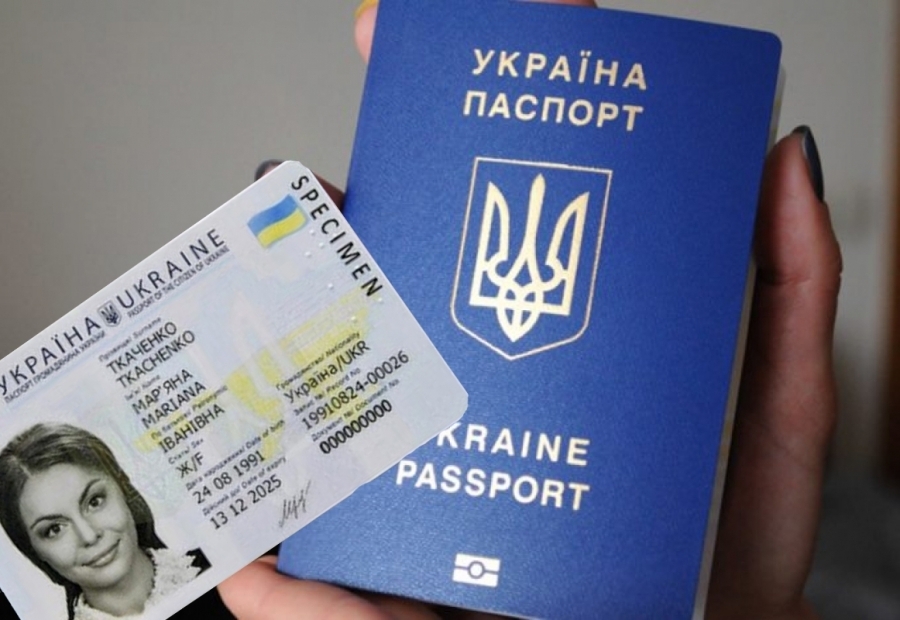 УКРАЇНА
ПАСПОРТ
KRAINE
PASSPORT
SPECIMEN
УКРАЇНА UKRAINE
ПАСПОРТ ГРОМАДЯНИНА УКРАЇНИ PASSPORT OF THE CITIZEN OF UKRAINE
Прізвище/ Surname
ТКАЧЕНКО
TKACHENKO
Ім'я/ Name
МАР'ЯНА
MARIANA
По батькові/ Patronymic
ІВАНІВНА
Стать/ Sex
Ж/F
Громадянство/ Nationality
Україна/UKR
Дата народження/ Date of birth
24 08 1991
Запис №/ Record No
19910824-00026
Дійсний до/ Date of expiry
13 12 2025
Документ №/ Document No
000000000